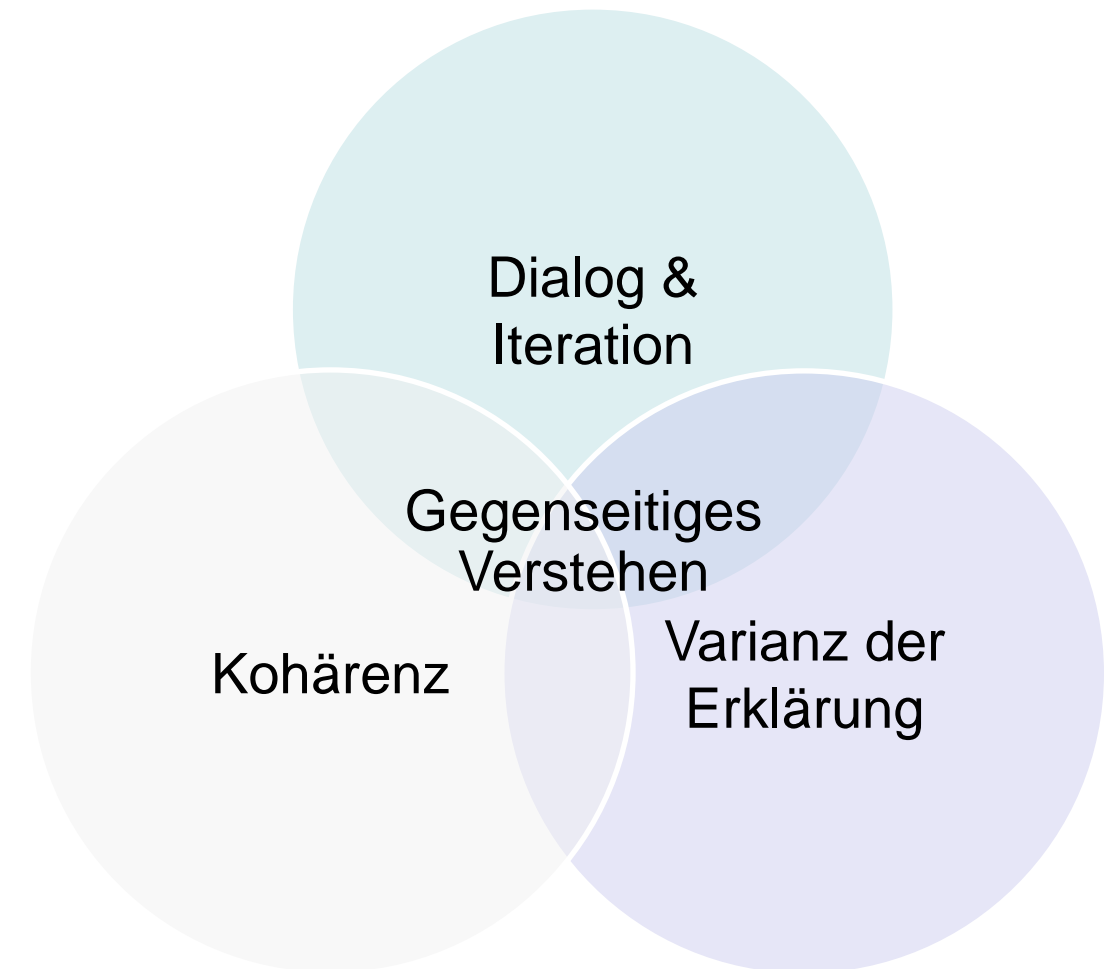 Dialog &
Iteration
Gegenseitiges
Verstehen
Kohärenz
Varianz der
Erklärung